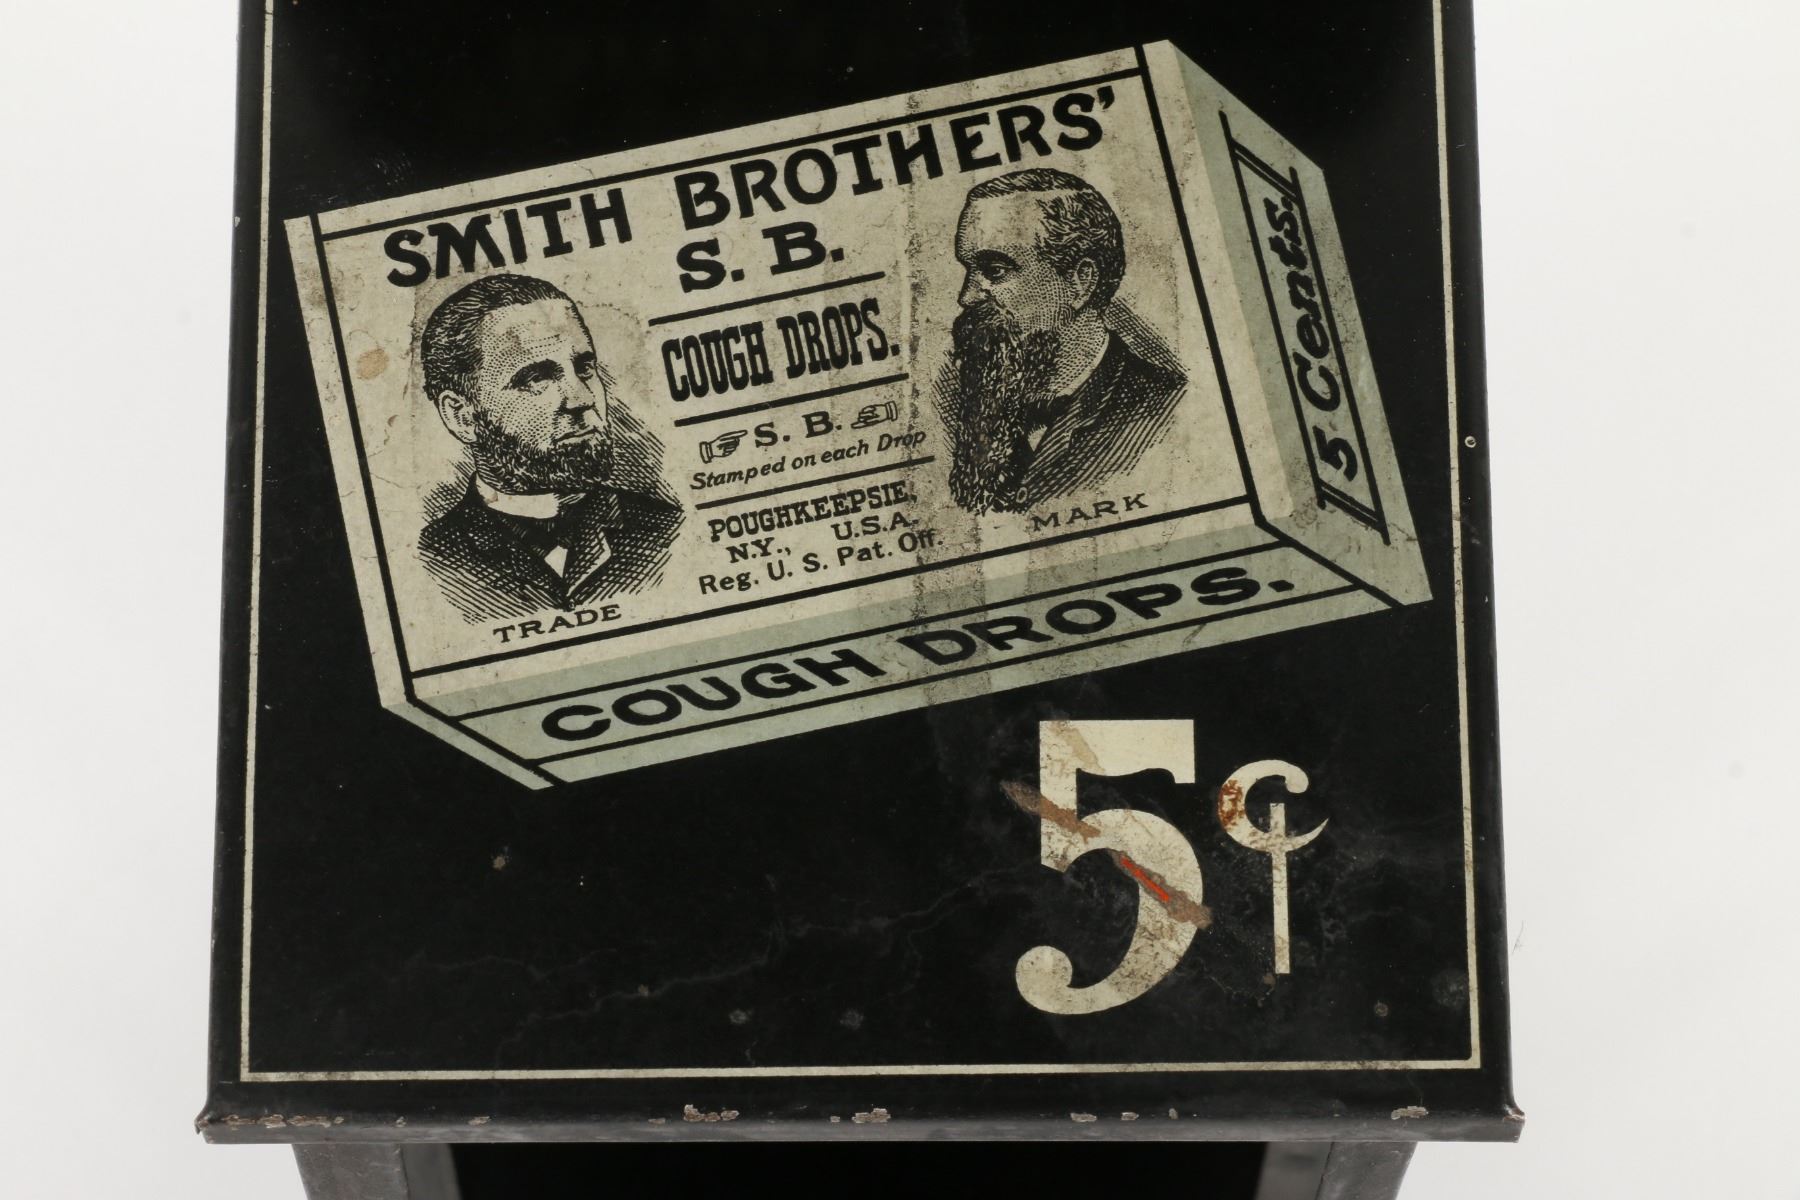 SMITH BROTHERS'
S. B.
COUGH DROPS.
S. B.
Stamped on each Drop
POUGHKEEPSIE,
N.Y., U.S.A.
Reg. U. S. Pat. Off.
TRADE MARK
COUGH DROPS.
5 Cents.
5¢